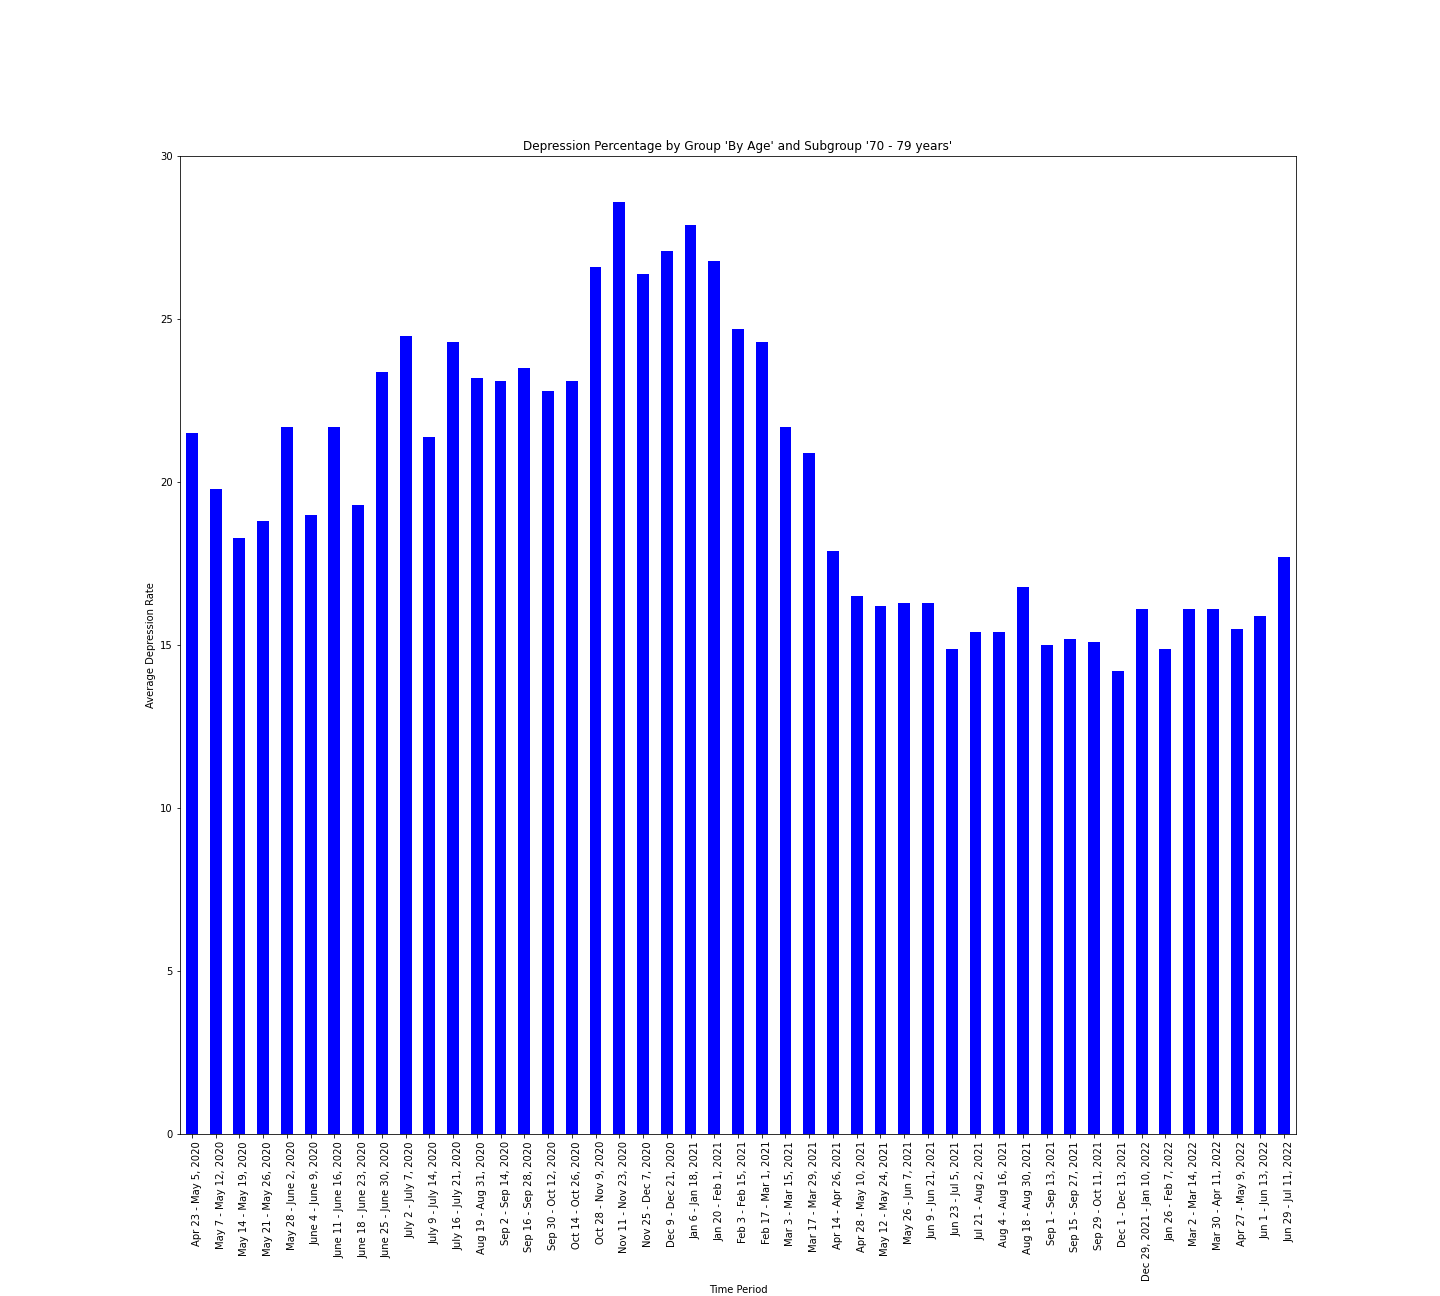 Depression Percentage by Group 'By Age' and Subgroup '70 - 79 years'
30
25
20
15
10
5
0
Average Depression Rate
Apr 23 - May 5, 2020
May 7 - May 12, 2020
May 14 - May 19, 2020
May 21 - May 26, 2020
May 28 - June 2, 2020
June 4 - June 9, 2020
June 11 - June 16, 2020
June 18 - June 23, 2020
June 25 - June 30, 2020
July 2 - July 7, 2020
July 9 - July 14, 2020
July 16 - July 21, 2020
Aug 19 - Aug 31, 2020
Sep 2 - Sep 14, 2020
Sep 16 - Sep 28, 2020
Sep 30 - Oct 12, 2020
Oct 14 - Oct 26, 2020
Oct 28 - Nov 9, 2020
Nov 11 - Nov 23, 2020
Nov 25 - Dec 7, 2020
Dec 9 - Dec 21, 2020
Jan 6 - Jan 18, 2021
Jan 20 - Feb 1, 2021
Feb 3 - Feb 15, 2021
Feb 17 - Mar 1, 2021
Mar 3 - Mar 15, 2021
Mar 17 - Mar 29, 2021
Apr 14 - Apr 26, 2021
Apr 28 - May 10, 2021
May 12 - May 24, 2021
May 26 - Jun 7, 2021
Jun 9 - Jun 21, 2021
Jun 23 - Jul 5, 2021
Jul 21 - Aug 2, 2021
Aug 4 - Aug 16, 2021
Aug 18 - Aug 30, 2021
Sep 1 - Sep 13, 2021
Sep 15 - Sep 27, 2021
Sep 29 - Oct 11, 2021
Dec 1 - Dec 13, 2021
Dec 29, 2021 - Jan 10, 2022
Jan 26 - Feb 7, 2022
Mar 2 - Mar 14, 2022
Mar 30 - Apr 11, 2022
Apr 27 - May 9, 2022
Jun 1 - Jun 13, 2022
Jun 29 - Jul 11, 2022
Time Period